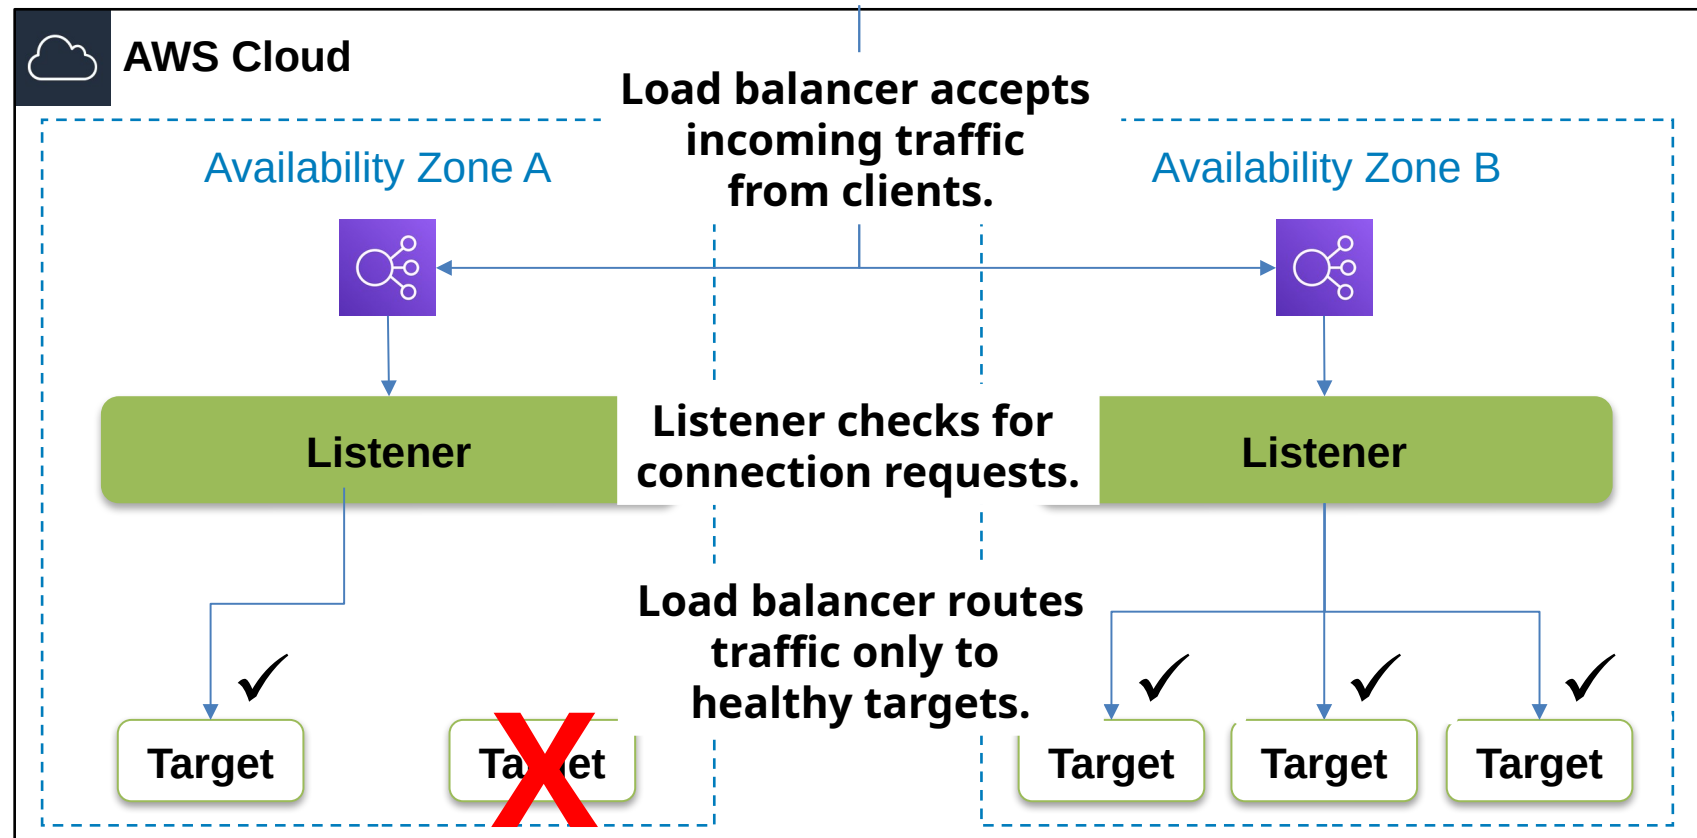 AWS Cloud
Load balancer accepts
incoming traffic
from clients.
Availability Zone A
Availability Zone B
Listener
Listener checks for
connection requests.
Listener
Load balancer routes
traffic only to
healthy targets.
Target
Target
Target
Target
Target